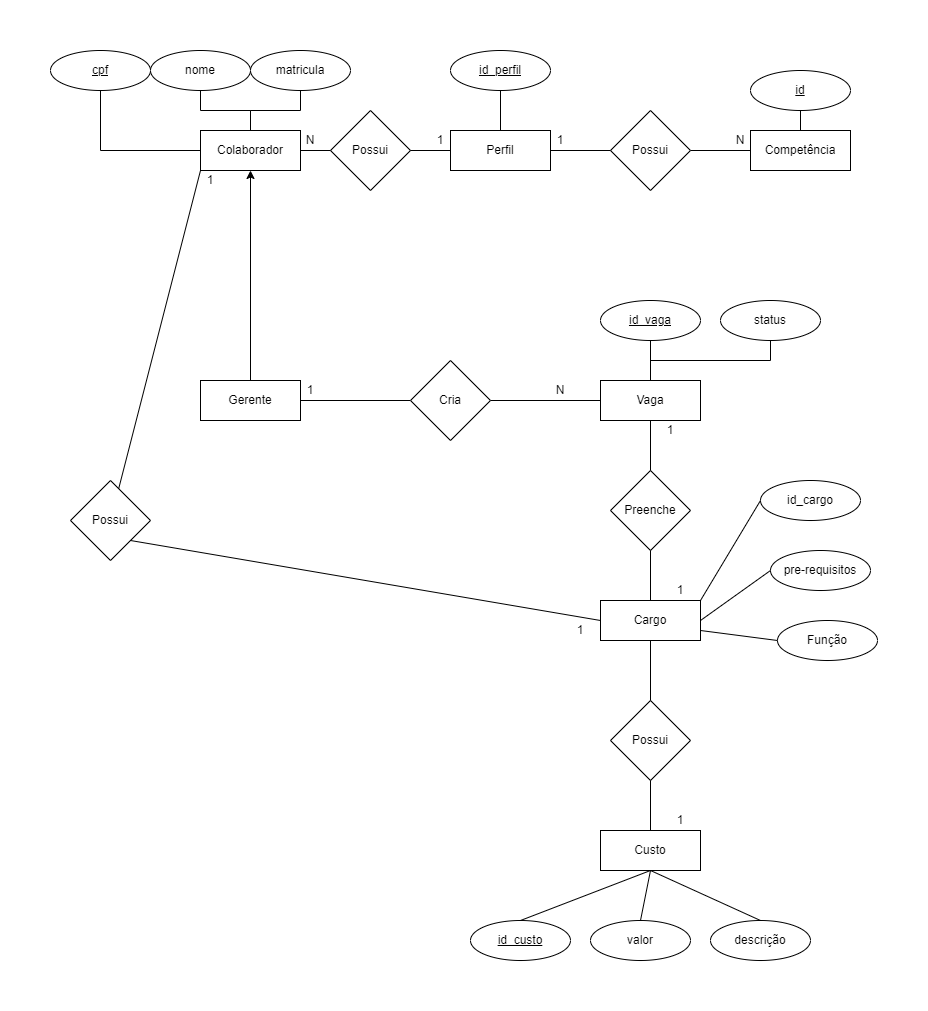 cpf
nome
matricula
id_perfil
id
Colaborador
N
Possui
1
Perfil
1
Possui
N
Competência
1
id_vaga
status
Gerente
1
Cria
N
Vaga
1
Possui
Preenche
id_cargo
pre-requisitos
1
Cargo
1
Função
Possui
1
Custo
id_custo
valor
descrição